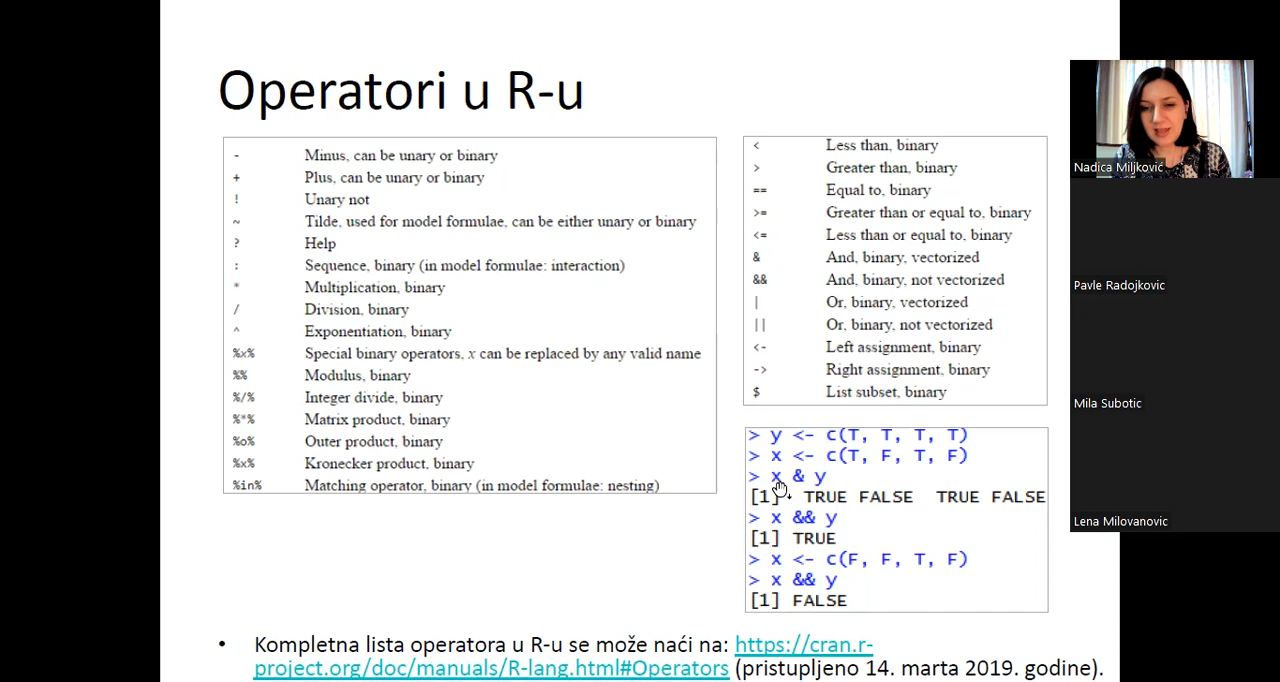 Operatori u R-u
- Minus, can be unary or binary
+ Plus, can be unary or binary
! Unary not
~ Tilde, used for model formulae, can be either unary or binary
? Help
: Sequence, binary (in model formulae: interaction)
* Multiplication, binary
/ Division, binary
^ Exponentiation, binary
%x% Special binary operators, x can be replaced by any valid name
%% Modulus, binary
%/% Integer divide, binary
%*% Matrix product, binary
%o% Outer product, binary
%x% Kronecker product, binary
%in% Matching operator, binary (in model formulae: nesting)
< Less than, binary
> Greater than, binary
== Equal to, binary
>= Greater than or equal to, binary
<= Less than or equal to, binary
& And, binary, vectorized
&& And, binary, not vectorized
| Or, binary, vectorized
|| Or, binary, not vectorized
<- Left assignment, binary
-> Right assignment, binary
$ List subset, binary
> y <- c(T, T, T, T)
> x <- c(T, F, T, F)
> x & y
[1] TRUE FALSE TRUE FALSE
> x && y
[1] TRUE
> x <- c(F, F, T, F)
> x && y
[1] FALSE
• Kompletna lista operatora u R-u se može naći na: https://cran.r-
project.org/doc/manuals/R-lang.html#Operators (pristupljeno 14. marta 2019. godine).
Nadica Miljković
Pavle Radojkovic
Mila Subotic
Lena Milovanovic